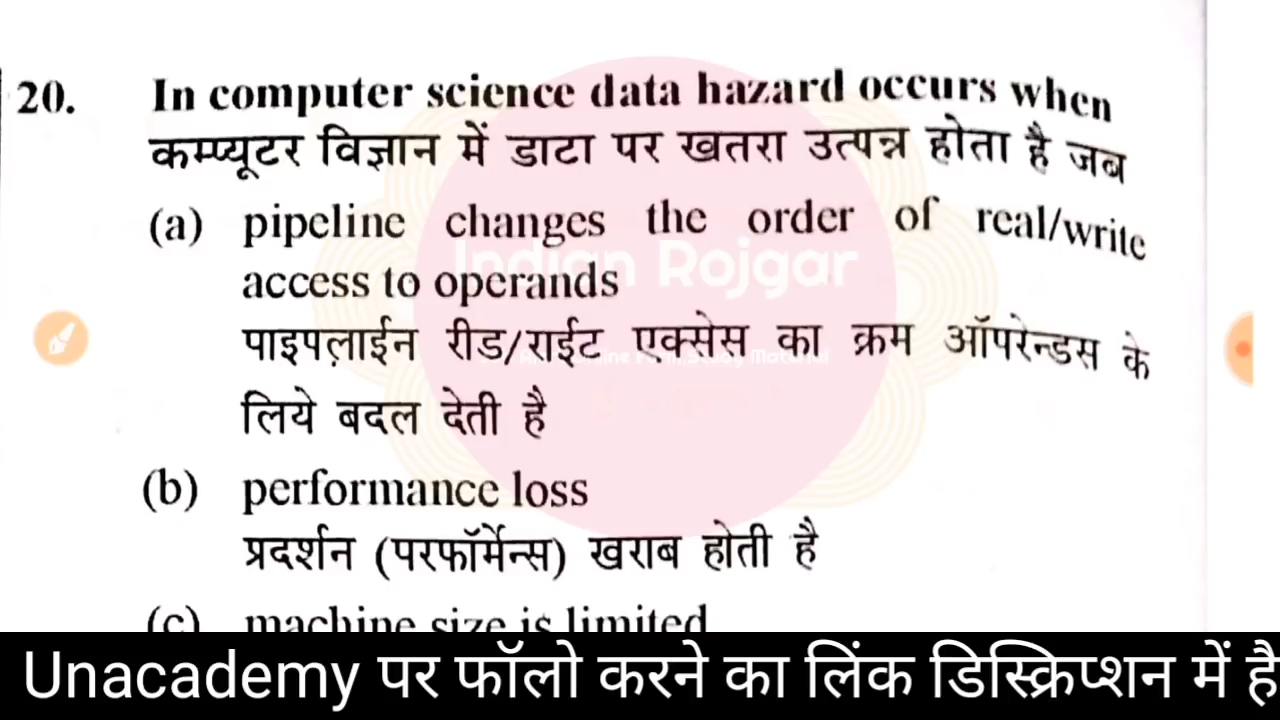 20. In computer science data hazard occurs when
कम्प्यूटर विज्ञान में डाटा पर खतरा उत्पन्न होता है जब
(a) pipeline changes the order of real/write
access to operands
पाइपलाईन रीड/राईट एक्सेस का क्रम ऑपरेन्डस के
लिये बदल देती है
(b) performance loss
प्रदर्शन (परफॉर्मेन्स) खराब होती है
(c) machine size is limited
Indian Rojgar
Unacademy पर फॉलो करने का लिंक डिस्क्रिप्शन में है